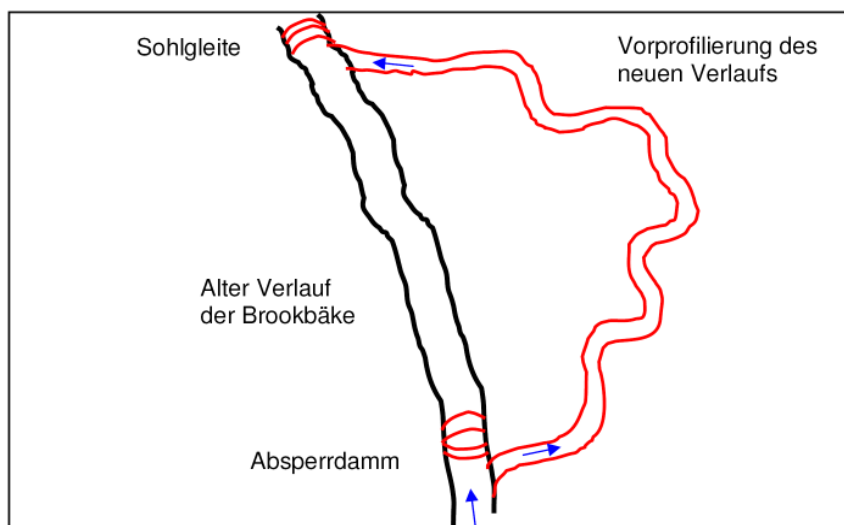 Sohlgleite
Vorprofilierung des
neuen Verlaufs
Alter Verlauf
der Brookbäke
Absperrdamm